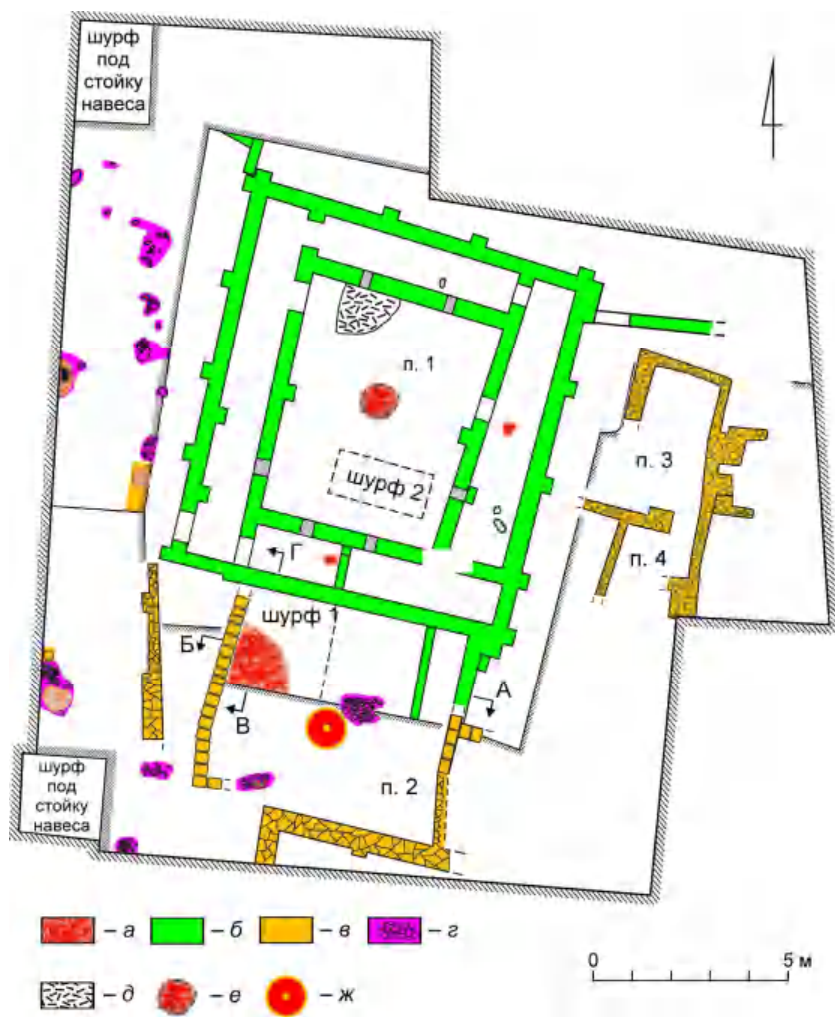 шурф
под
стойку
навеса
п. 1
шурф 2
п. 3
п. 4
Г
шурф 1
Б
А
В
п. 2
шурф
под
стойку
навеса
– а – б – в – г
0 5 м
– д – е – ж